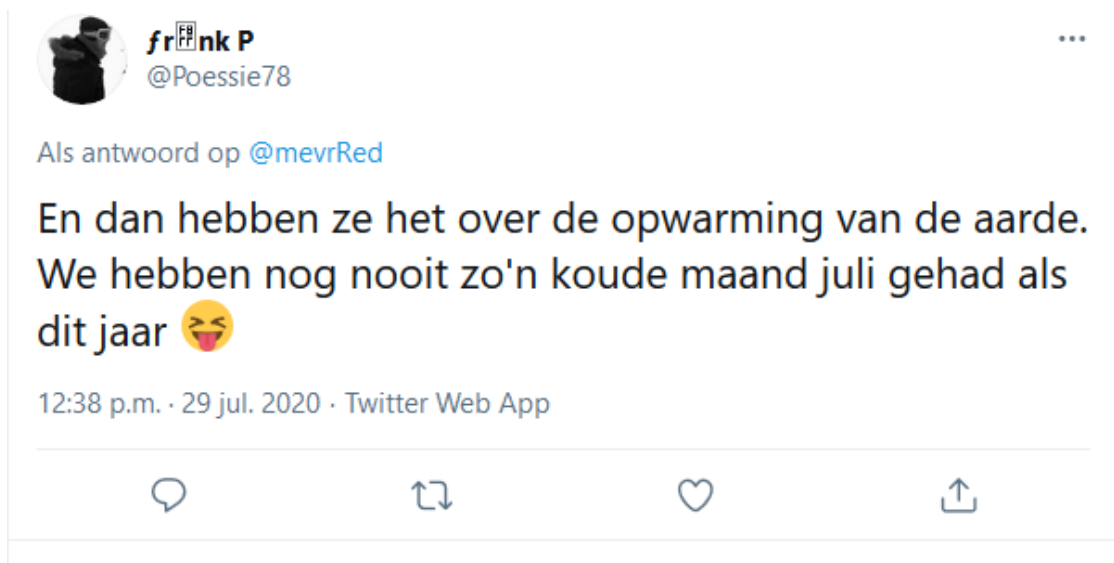 ƒr nk P
@Poessie78
Als antwoord op @mevrRed
En dan hebben ze het over de opwarming van de aarde.
We hebben nog nooit zo'n koude maand juli gehad als
dit jaar 😝
12:38 p.m. · 29 jul. 2020 · Twitter Web App